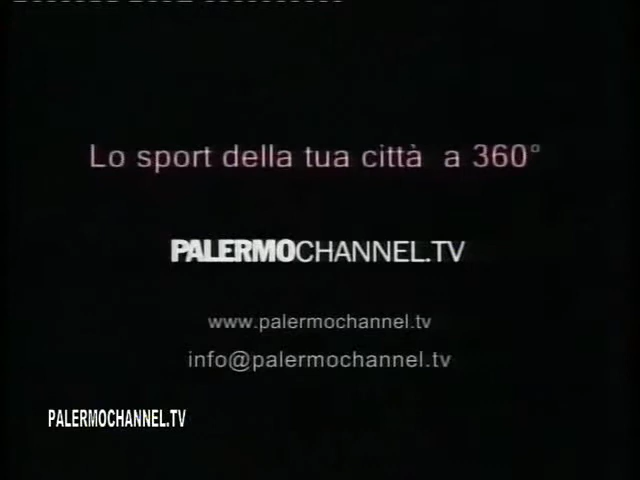 Lo sport della tua città a 360°
PALERMOCHANNEL.TV
www.palermochannel.tv
info@palermochannel.tv
PALERMOCHANNEL.TV